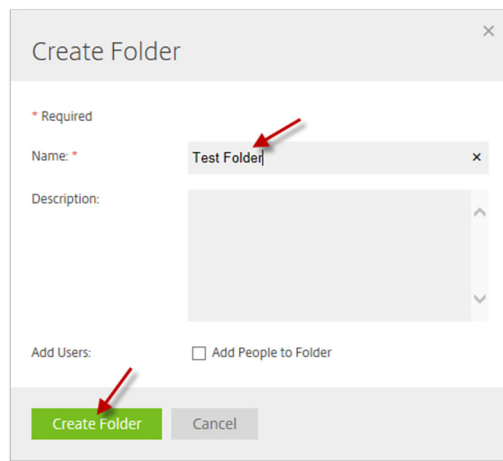 Create Folder
* Required
Name: * Test Folder
Description:
Add Users: Add People to Folder
Create Folder Cancel